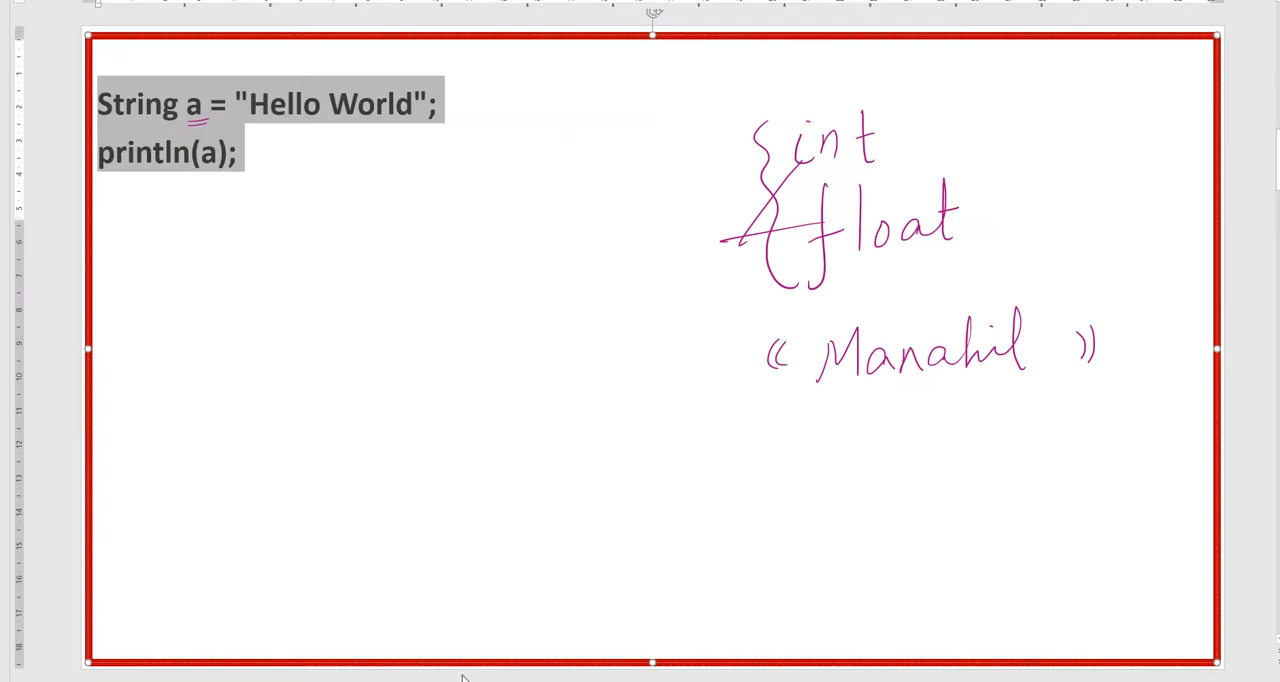 String a = "Hello World";
println(a);
int
float
“ Manahil ”